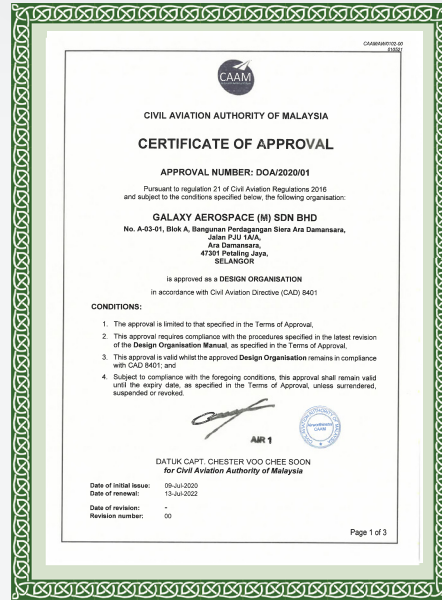 CAAM/AW/0102-00
010321
CAAM
CIVIL AVIATION AUTHORITY OF MALAYSIA
CERTIFICATE OF APPROVAL
APPROVAL NUMBER: DOA/2020/01
Pursuant to regulation 21 of Civil Aviation Regulations 2016
and subject to the conditions specified below, the following organisation:
GALAXY AEROSPACE (M) SDN BHD
No. A-03-01, Blok A, Bangunan Perdagangan Siera Ara Damansara,
Jalan PJU 1A/A,
Ara Damansara,
47301 Petaling Jaya,
SELANGOR
is approved as a DESIGN ORGANISATION
in accordance with Civil Aviation Directive (CAD) 8401
CONDITIONS:
1. The approval is limited to that specified in the Terms of Approval,
2. This approval requires compliance with the procedures specified in the latest revision
of the Design Organisation Manual, as specified in the Terms of Approval,
3. This approval is valid whilst the approved Design Organisation remains in compliance
with CAD 8401; and
4. Subject to compliance with the foregoing conditions, this approval shall remain valid
until the expiry date, as specified in the Terms of Approval, unless surrendered,
suspended or revoked.
AIR 1
DATUK CAPT. CHESTER VOO CHEE SOON
for Civil Aviation Authority of Malaysia
Date of initial issue: 09-Jul-2020
Date of renewal: 13-Jul-2022
Date of revision: -
Revision number: 00
Page 1 of 3